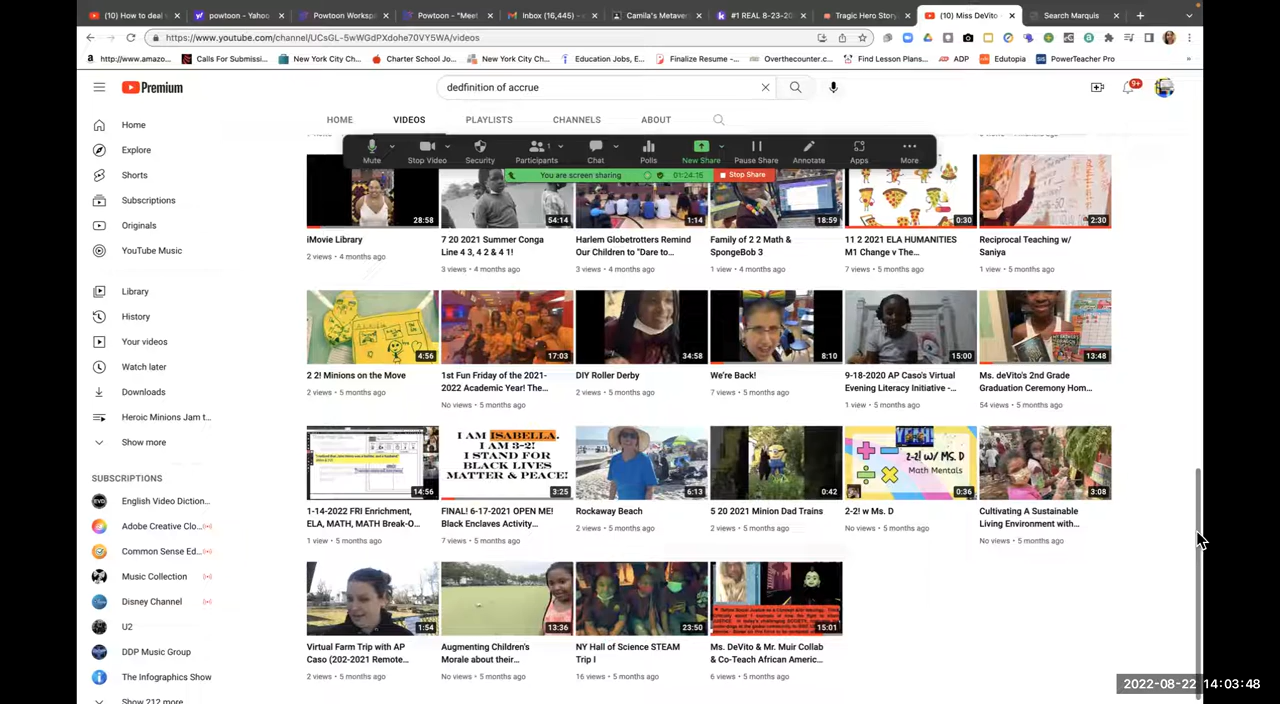 (10) How to deal
powtoon - Yahoo
Powtoon Worksp
Powtoon - "Meet
Inbox (16,445) -
Camila's Metaver
#1 REAL 8-23-20
Tragic Hero Story
(10) Miss DeVito -
Search Marquis
https://www.youtube.com/channel/UCsGL-5wWGdPXdohe70VY5WA/videos
http://www.amazo...
Calls For Submissi...
New York City Ch...
Charter School Jo...
New York City Ch...
Education Jobs, E...
Finalize Resume -...
Overthecounter.c...
Find Lesson Plans...
ADP
Edutopia
PowerTeacher Pro
Premium
dedfinition of accrue
9+
HOME
VIDEOS
PLAYLISTS
CHANNELS
ABOUT
Mute
Stop Video
Security
Participants
1
Chat
Polls
New Share
Pause Share
Annotate
Apps
More
You are screen sharing
01:24:15
Stop Share
Home
Explore
Shorts
Subscriptions
Originals
YouTube Music
Library
History
Your videos
Watch later
Downloads
Heroic Minions Jam t...
Show more
SUBSCRIPTIONS
English Video Diction...
Adobe Creative Clo...
Common Sense Ed...
Music Collection
Disney Channel
U2
DDP Music Group
The Infographics Show
Show 212 more
28:58
54:14
1:14
18:59
0:30
2:30
iMovie Library
2 views • 4 months ago
7 20 2021 Summer Conga
Line 4 3, 4 2 & 4 1!
3 views • 4 months ago
Harlem Globetrotters Remind
Our Children to "Dare to...
3 views • 4 months ago
Family of 2 2 Math &
SpongeBob 3
1 view • 4 months ago
11 2 2021 ELA HUMANITIES
M1 Change v The...
7 views • 5 months ago
Reciprocal Teaching w/
Saniya
1 view • 5 months ago
4:56
17:03
34:58
8:10
15:00
13:48
2 2! Minions on the Move
2 views • 5 months ago
1st Fun Friday of the 2021-
2022 Academic Year! The...
No views • 5 months ago
DIY Roller Derby
2 views • 5 months ago
We're Back!
7 views • 5 months ago
9-18-2020 AP Caso's Virtual
Evening Literacy Initiative -...
1 view • 5 months ago
Ms. deVito's 2nd Grade
Graduation Ceremony Hom...
54 views • 5 months ago
14:56
I AM ISABELLA.
I AM 3-2!
I STAND FOR
BLACK LIVES
MATTER & PEACE!
3:25
6:13
0:42
2-2! W/ MS. D
Math Mentals
0:36
3:08
1-14-2022 FRI Enrichment,
ELA, MATH, MATH Break-O...
1 view • 5 months ago
FINAL! 6-17-2021 OPEN ME!
Black Enclaves Activity...
7 views • 5 months ago
Rockaway Beach
2 views • 5 months ago
5 20 2021 Minion Dad Trains
2 views • 5 months ago
2-2! w Ms. D
No views • 5 months ago
Cultivating A Sustainable
Living Environment with...
No views • 5 months ago
1:54
13:36
23:50
15:01
Virtual Farm Trip with AP
Caso (202-2021 Remote...
2 views • 5 months ago
Augmenting Children's
Morale about their...
No views • 5 months ago
NY Hall of Science STEAM
Trip I
16 views • 5 months ago
Ms. DeVito & Mr. Muir Collab
& Co-Teach African Americ...
6 views • 5 months ago
2022-08-22 14:03:48